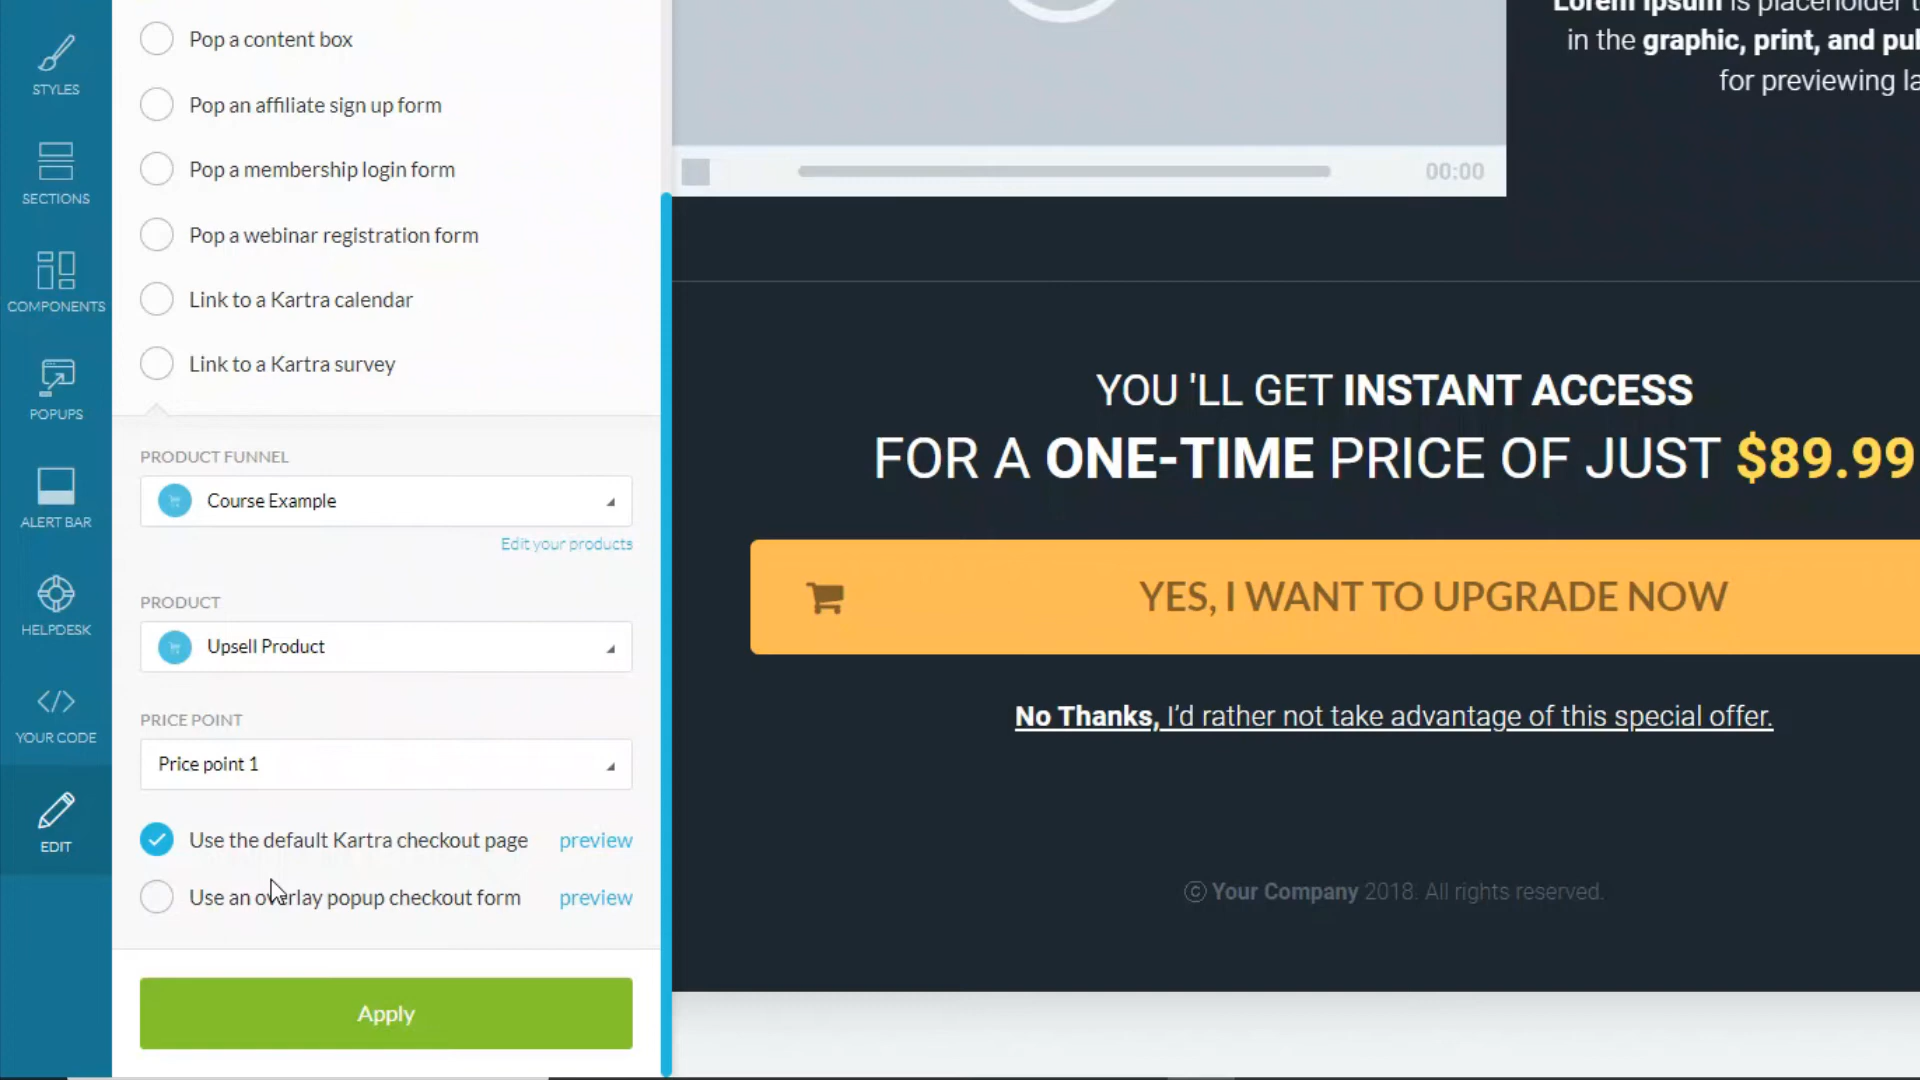 STYLES
SECTIONS
COMPONENTS
POPUPS
ALERT BAR
HELPDESK
YOUR CODE
EDIT
Pop a content box
Pop an affiliate sign up form
Pop a membership login form
Pop a webinar registration form
Link to a Kartra calendar
Link to a Kartra survey
PRODUCT FUNNEL
Course Example
Edit your products
PRODUCT
Upsell Product
PRICE POINT
Price point 1
Use the default Kartra checkout page preview
Use an overlay popup checkout form preview
Apply
00:00
Lorem Ipsum is placeholder
in the graphic, print, and
for previewing
YOU 'LL GET INSTANT ACCESS
FOR A ONE-TIME PRICE OF JUST $89.99
YES, I WANT TO UPGRADE NOW
No Thanks, I'd rather not take advantage of this special offer.
© Your Company 2018. All rights reserved.